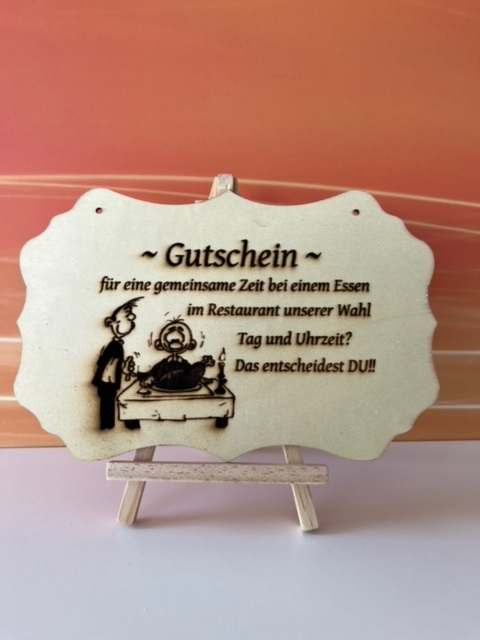 ~ Gutschein ~
für eine gemeinsame Zeit bei einem Essen
im Restaurant unserer Wahl
Tag und Uhrzeit?
Das entscheidest DU!!